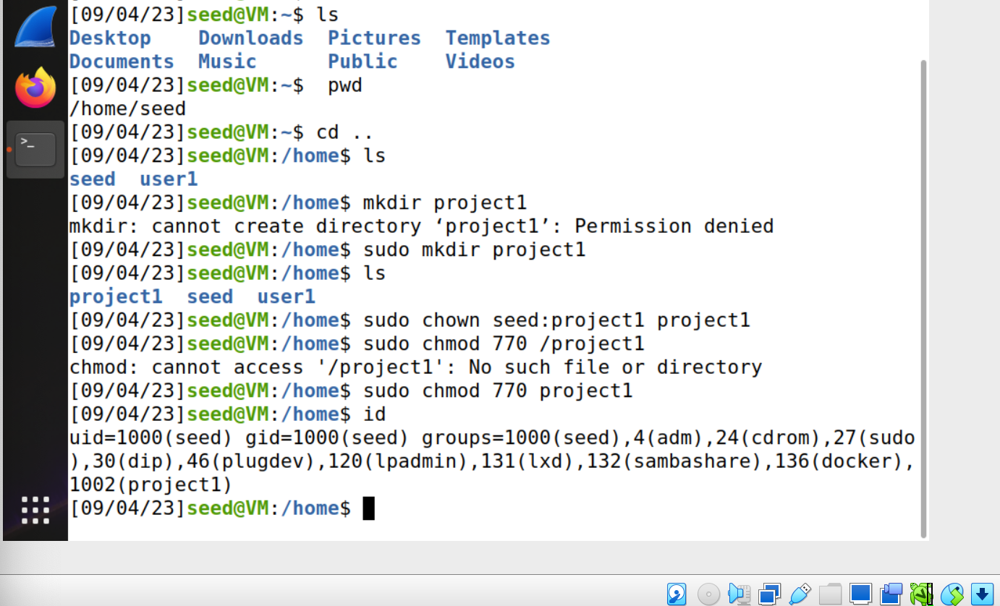 [09/04/23]seed@VM:~$ ls
Desktop    Downloads  Pictures  Templates
Documents  Music      Public    Videos
[09/04/23]seed@VM:~$  pwd
/home/seed
[09/04/23]seed@VM:~$ cd ..
[09/04/23]seed@VM:/home$ ls
seed  user1
[09/04/23]seed@VM:/home$ mkdir project1
mkdir: cannot create directory ‘project1’: Permission denied
[09/04/23]seed@VM:/home$ sudo mkdir project1
[09/04/23]seed@VM:/home$ ls
project1  seed  user1
[09/04/23]seed@VM:/home$ sudo chown seed:project1 project1
[09/04/23]seed@VM:/home$ sudo chmod 770 /project1
chmod: cannot access '/project1': No such file or directory
[09/04/23]seed@VM:/home$ sudo chmod 770 project1
[09/04/23]seed@VM:/home$ id
uid=1000(seed) gid=1000(seed) groups=1000(seed),4(adm),24(cdrom),27(sudo
),30(dip),46(plugdev),120(lpadmin),131(lxd),132(sambashare),136(docker),
1002(project1)
[09/04/23]seed@VM:/home$